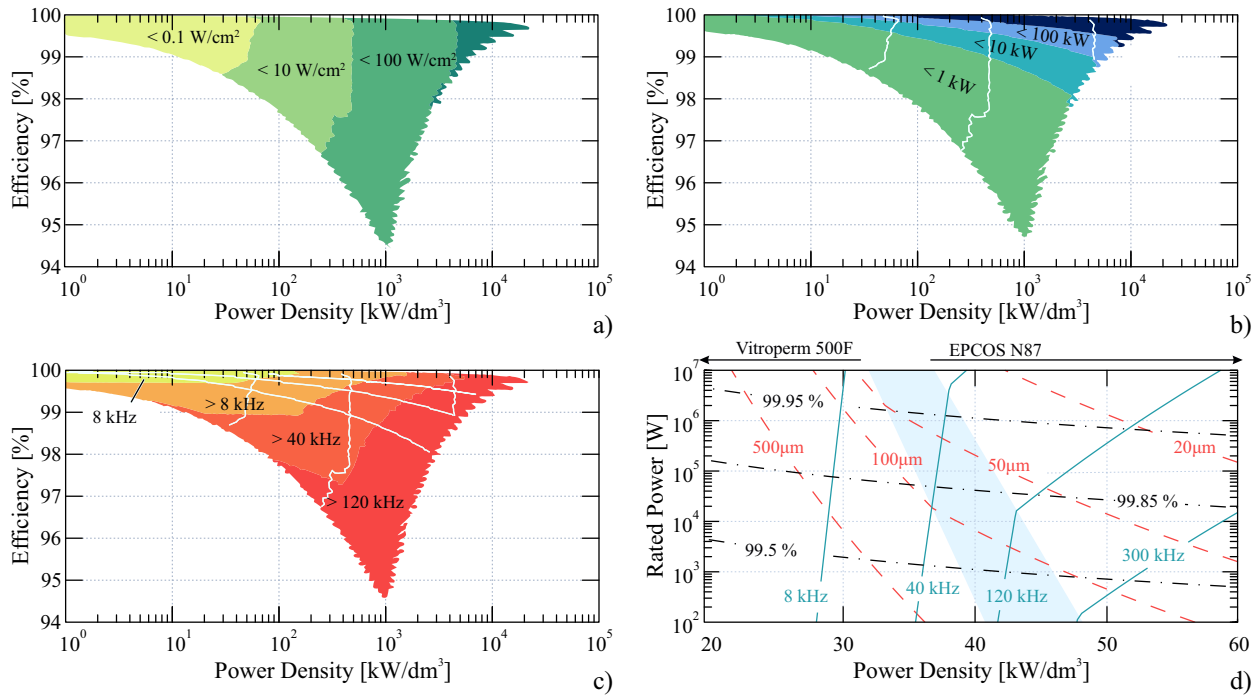 100
99
98
97
96
95
94
Efficiency [%]
< 0.1 W/cm²
< 10 W/cm²
< 100 W/cm²
10⁰ 10¹ 10² 10³ 10⁴ 10⁵
Power Density [kW/dm³]
a)
100
99
98
97
96
95
94
Efficiency [%]
< 100 kW
< 10 kW
< 1 kW
10⁰ 10¹ 10² 10³ 10⁴ 10⁵
Power Density [kW/dm³]
b)
100
99
98
97
96
95
94
Efficiency [%]
8 kHz
> 8 kHz
> 40 kHz
> 120 kHz
10⁰ 10¹ 10² 10³ 10⁴ 10⁵
Power Density [kW/dm³]
c)
Vitroperm 500F EPCOS N87
10⁷
10⁶
10⁵
10⁴
10³
10²
Rated Power [W]
99.95 %
500µm 100µm 50µm 20µm
99.85 %
99.5 %
300 kHz
8 kHz 40 kHz 120 kHz
20 30 40 50 60
Power Density [kW/dm³]
d)